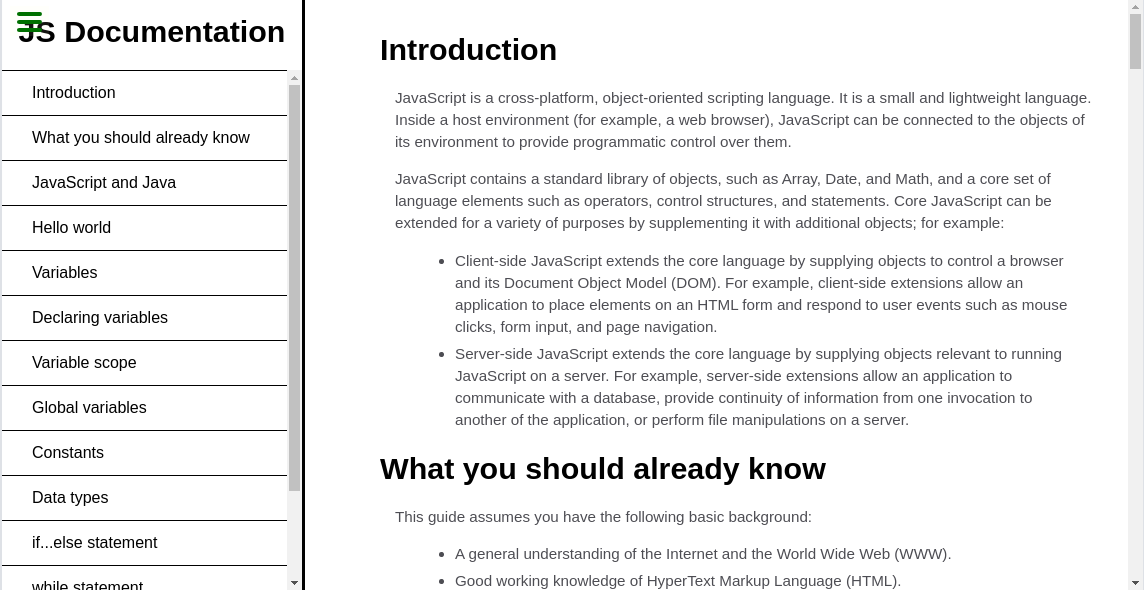 JS Documentation
Introduction
What you should already know
JavaScript and Java
Hello world
Variables
Declaring variables
Variable scope
Global variables
Constants
Data types
if...else statement
while statement
Introduction
JavaScript is a cross-platform, object-oriented scripting language. It is a small and lightweight language.
Inside a host environment (for example, a web browser), JavaScript can be connected to the objects of
its environment to provide programmatic control over them.
JavaScript contains a standard library of objects, such as Array, Date, and Math, and a core set of
language elements such as operators, control structures, and statements. Core JavaScript can be
extended for a variety of purposes by supplementing it with additional objects; for example:
• Client-side JavaScript extends the core language by supplying objects to control a browser
and its Document Object Model (DOM). For example, client-side extensions allow an
application to place elements on an HTML form and respond to user events such as mouse
clicks, form input, and page navigation.
• Server-side JavaScript extends the core language by supplying objects relevant to running
JavaScript on a server. For example, server-side extensions allow an application to
communicate with a database, provide continuity of information from one invocation to
another of the application, or perform file manipulations on a server.
What you should already know
This guide assumes you have the following basic background:
• A general understanding of the Internet and the World Wide Web (WWW).
• Good working knowledge of HyperText Markup Language (HTML).